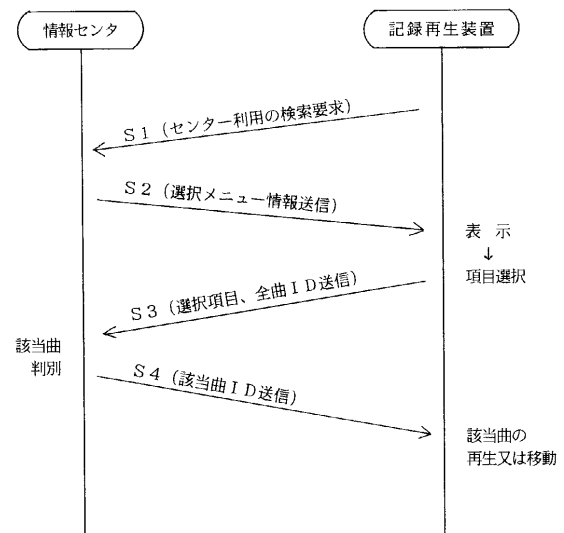 情報センタ
記録再生装置
S1（センター利用の検索要求）
S2（選択メニュー情報送信）
表 示
↓
項目選択
S3（選択項目、全曲ID送信）
該当曲
判別
S4（該当曲ID送信）
該当曲の
再生又は移動